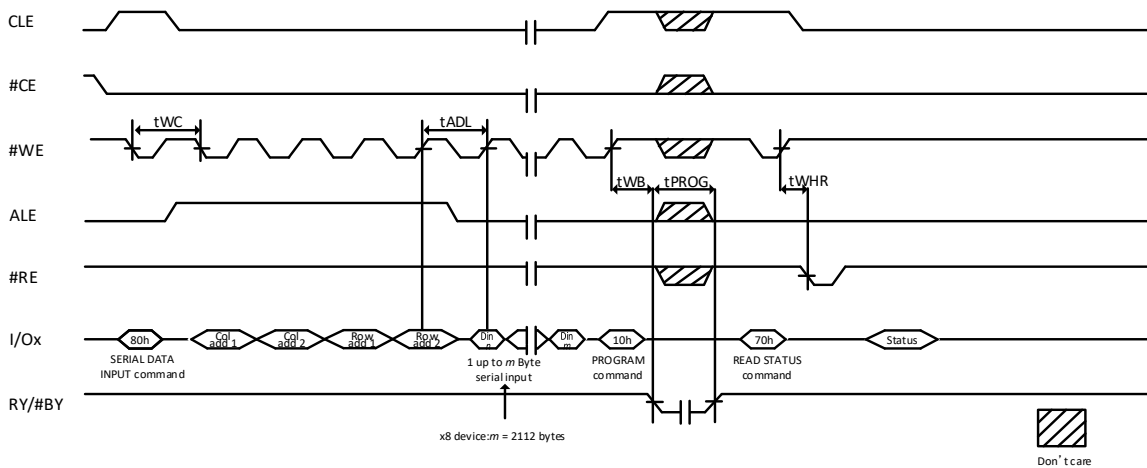 CLE
#CE
tWC
tADL
#WE
tWB
tPROG
tWHR
ALE
#RE
I/Ox
80h
Col
add 1
Col
add 2
Row
add 1
Row
add 2
Din
n
Din
m
10h
70h
Status
SERIAL DATA
INPUT command
1 up to m Byte
serial input
PROGRAM
command
READ STATUS
command
RY/#BY
x8 device:m = 2112 bytes
Don't care